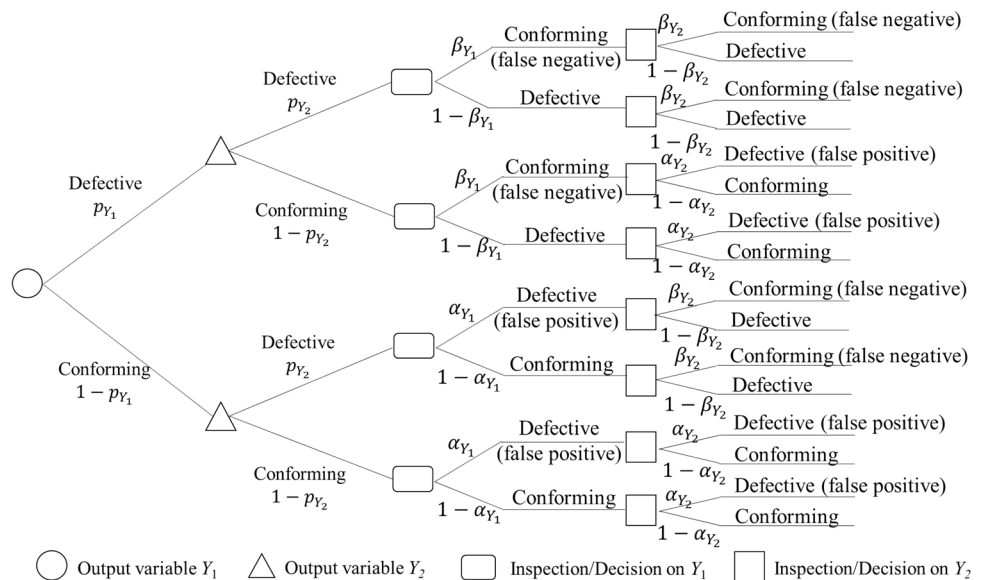 Defective
p_{Y_1}
Conforming
1 − p_{Y_1}
Defective
p_{Y_2}
Conforming
1 − p_{Y_2}
Defective
p_{Y_2}
Conforming
1 − p_{Y_2}
β_{Y_1}
Conforming
(false negative)
1 − β_{Y_1}
Defective
β_{Y_1}
Conforming
(false negative)
1 − β_{Y_1}
Defective
α_{Y_1}
Defective
(false positive)
1 − α_{Y_1}
Conforming
α_{Y_1}
Defective
(false positive)
1 − α_{Y_1}
Conforming
β_{Y_2}
Conforming (false negative)
1 − β_{Y_2}
Defective
β_{Y_2}
Conforming (false negative)
1 − β_{Y_2}
Defective
α_{Y_2}
Defective (false positive)
1 − α_{Y_2}
Conforming
α_{Y_2}
Defective (false positive)
1 − α_{Y_2}
Conforming
β_{Y_2}
Conforming (false negative)
1 − β_{Y_2}
Defective
β_{Y_2}
Conforming (false negative)
1 − β_{Y_2}
Defective
α_{Y_2}
Defective (false positive)
1 − α_{Y_2}
Conforming
α_{Y_2}
Defective (false positive)
1 − α_{Y_2}
Conforming
Output variable Y_1
Output variable Y_2
Inspection/Decision on Y_1
Inspection/Decision on Y_2